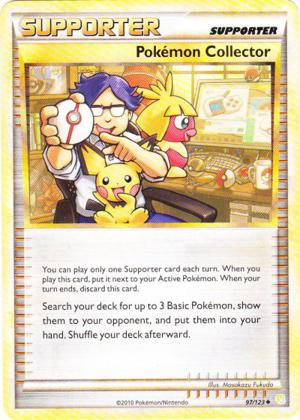 SUPPORTER
SUPPORTER
Pokémon Collector
You can play only one Supporter card each turn. When you
play this card, put it next to your Active Pokémon. When your
turn ends, discard this card.
Search your deck for up to 3 Basic Pokémon, show
them to your opponent, and put them into your
hand. Shuffle your deck afterward.
Illus. Masakazu Fukuda
©2010 Pokémon/Nintendo
97/123